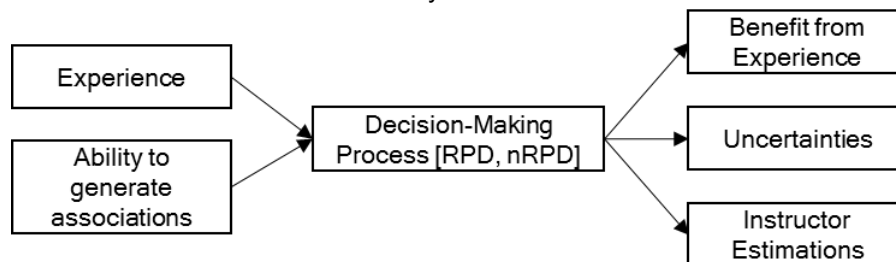 Experience
Ability to
generate
associations
Decision-Making
Process [RPD, nRPD]
Benefit from
Experience
Uncertainties
Instructor
Estimations